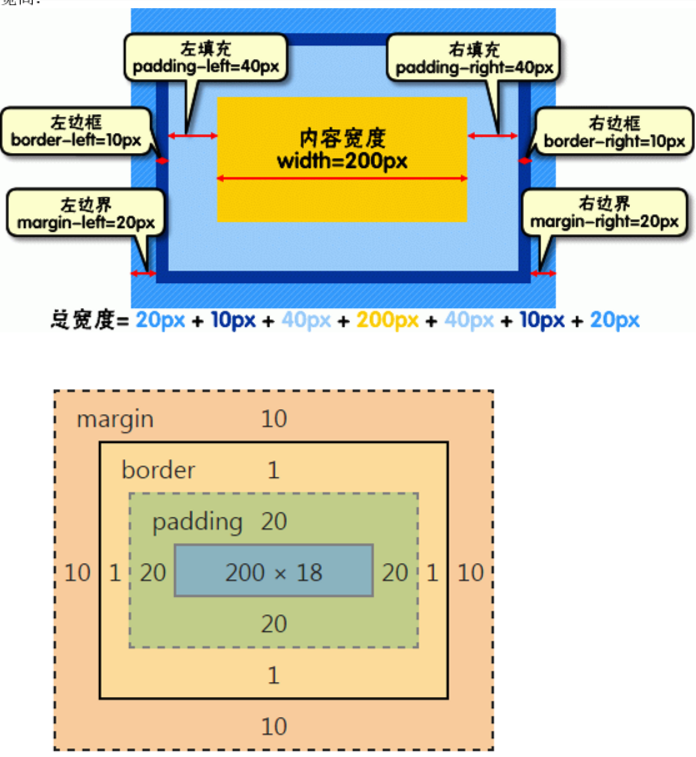 宽高:
左填充
padding-left=40px
右填充
padding-right=40px
左边框
border-left=10px
内容宽度
width=200px
右边框
border-right=10px
左边界
margin-left=20px
右边界
margin-right=20px
总宽度= 20px + 10px + 40px + 200px + 40px + 10px + 20px
margin 10
border 1
padding 20
10 1 20 200 × 18 20 1 10
20
1
10